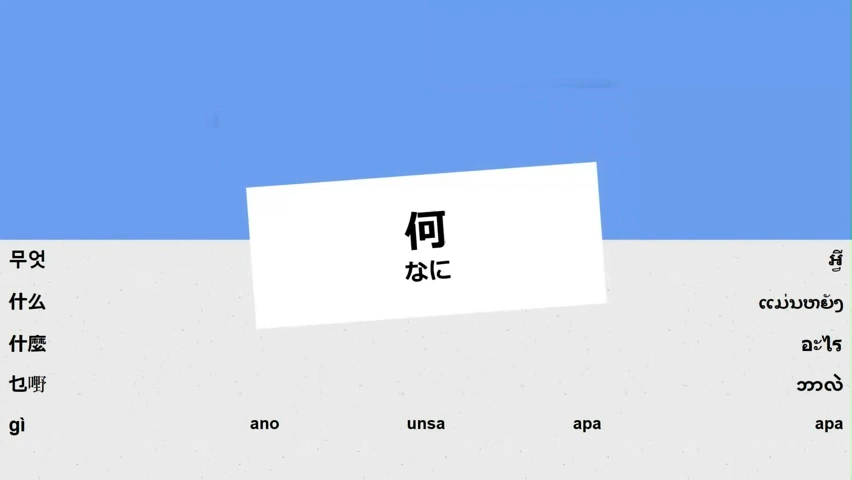 何
なに
무엇
អ្វី
什么
ແມ່ນຫຍັງ
什麼
อะไร
乜嘢
ဘာလဲ
gì
ano
unsa
apa
apa